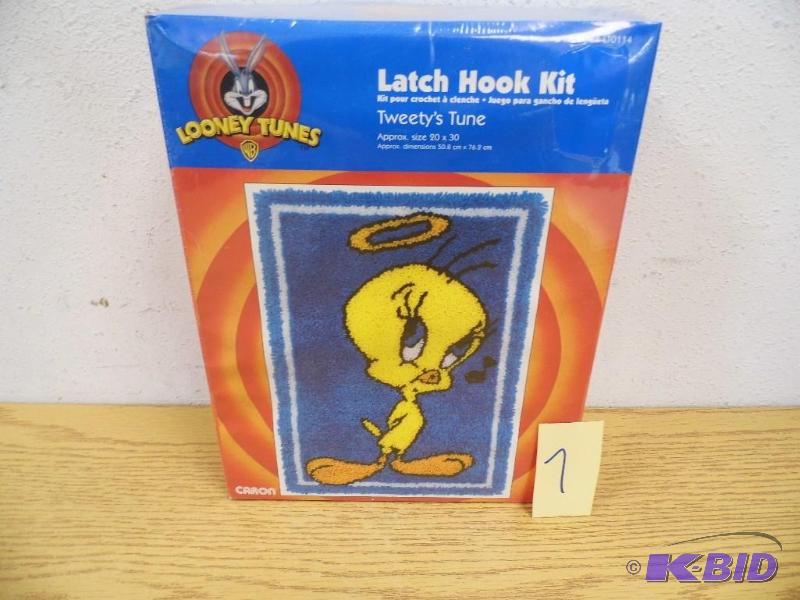 LOONEY TUNES
WB
Latch Hook Kit
Kit pour crochet à clenche • Juego para gancho de lengüeta
Tweety's Tune
Approx. size 20 x 30
Approx. dimensions 50.8 cm x 76.2 cm
CARON
1
© K-BID